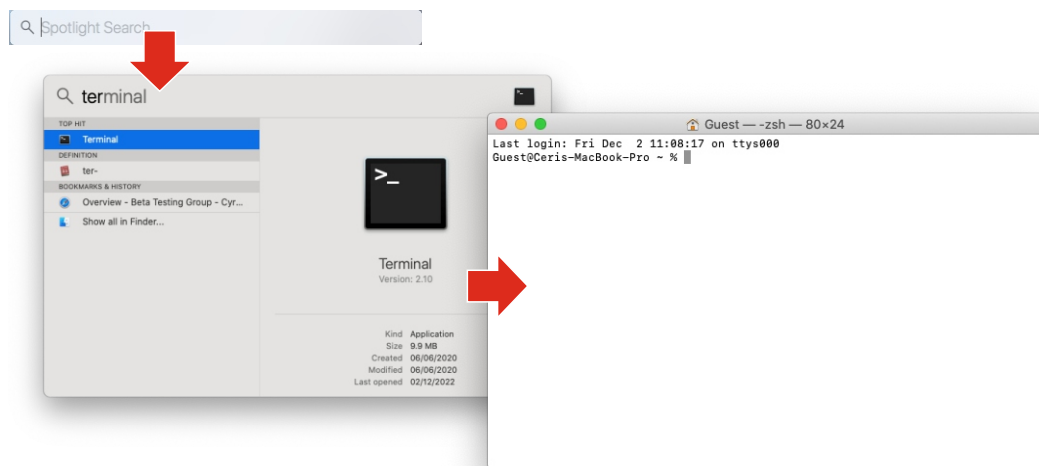 Spotlight Search
terminal
TOP HIT
Terminal
DEFINITION
ter-
BOOKMARKS & HISTORY
Overview - Beta Testing Group - Cyr...
Show all in Finder...
>_
Terminal
Version: 2.10
Kind Application
Size 9.9 MB
Created 06/06/2020
Modified 06/06/2020
Last opened 02/12/2022
Guest — -zsh — 80×24
Last login: Fri Dec  2 11:08:17 on ttys000
Guest@Ceris-MacBook-Pro ~ %